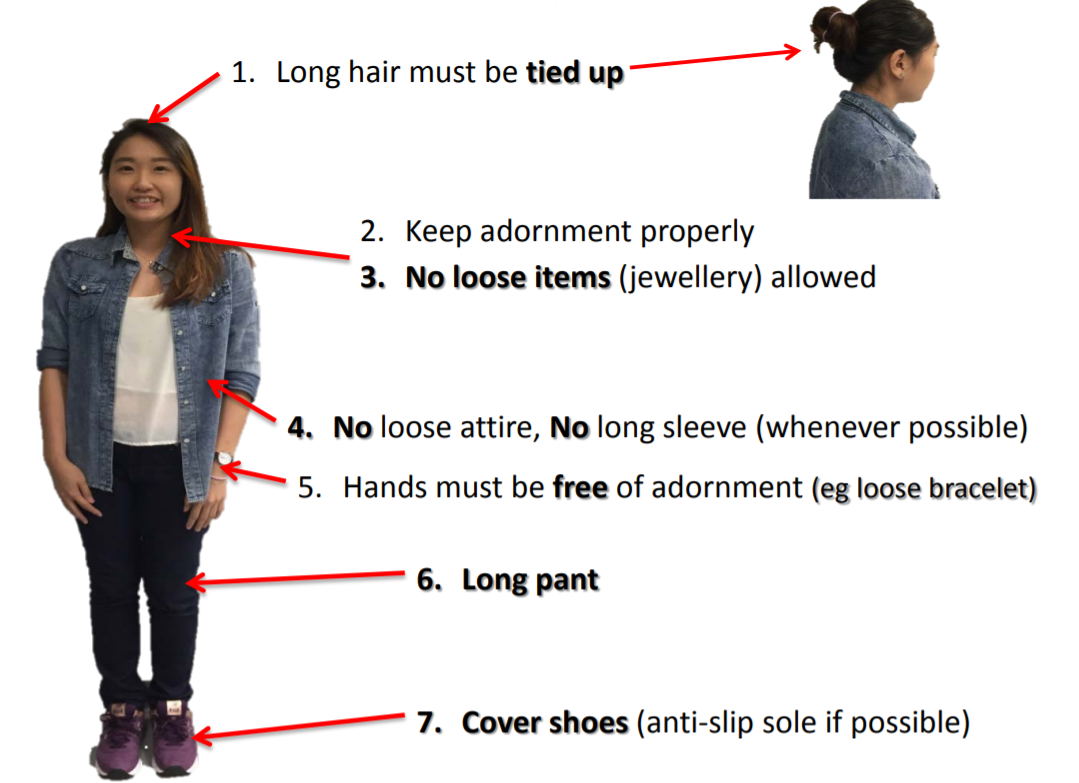 1. Long hair must be tied up
2. Keep adornment properly
3. No loose items (jewellery) allowed
4. No loose attire, No long sleeve (whenever possible)
5. Hands must be free of adornment (eg loose bracelet)
6. Long pant
7. Cover shoes (anti-slip sole if possible)